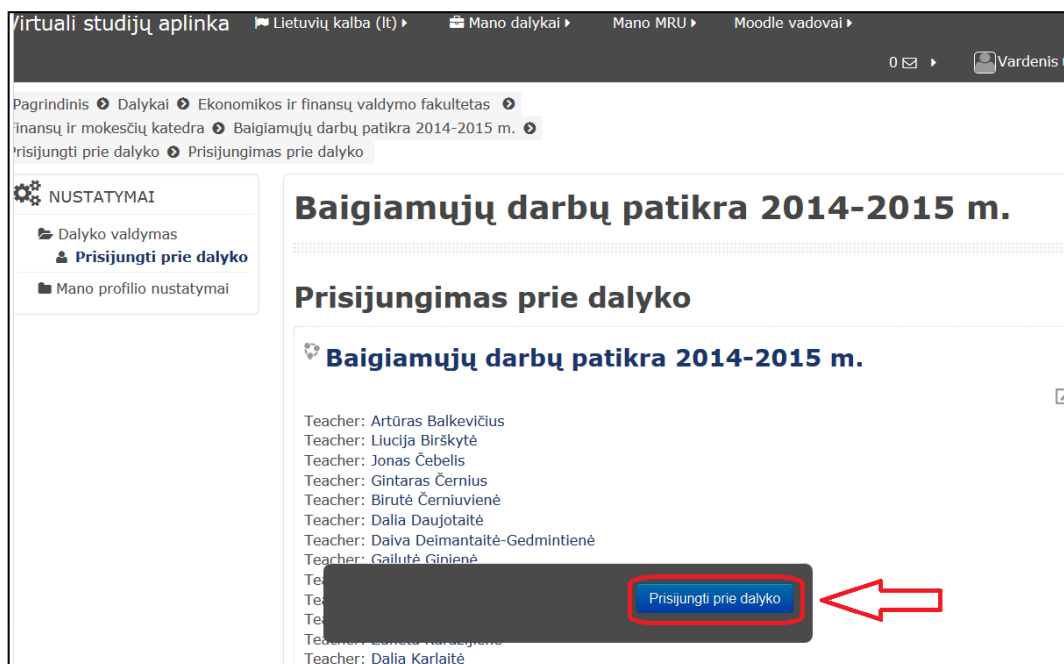 Virtuali studijų aplinka Lietuvių kalba (lt) Mano dalykai Mano MRU Moodle vadovai
0 Vardenis
Pagrindinis Dalykai Ekonomikos ir finansų valdymo fakultetas
Finansų ir mokesčių katedra Baigiamųjų darbų patikra 2014-2015 m.
Prisijungti prie dalyko Prisijungimas prie dalyko
NUSTATYMAI
Dalyko valdymas
Prisijungti prie dalyko
Mano profilio nustatymai
Baigiamųjų darbų patikra 2014-2015 m.
Prisijungimas prie dalyko
Baigiamųjų darbų patikra 2014-2015 m.
Teacher: Artūras Balkevičius
Teacher: Liucija Birškytė
Teacher: Jonas Čebelis
Teacher: Gintaras Černius
Teacher: Birutė Černiuvienė
Teacher: Dalia Daujotaitė
Teacher: Daiva Deimantaitė-Gedmintienė
Teacher: Gailutė Gipienė
Prisijungti prie dalyko
Teacher: Dalia Karlaitė